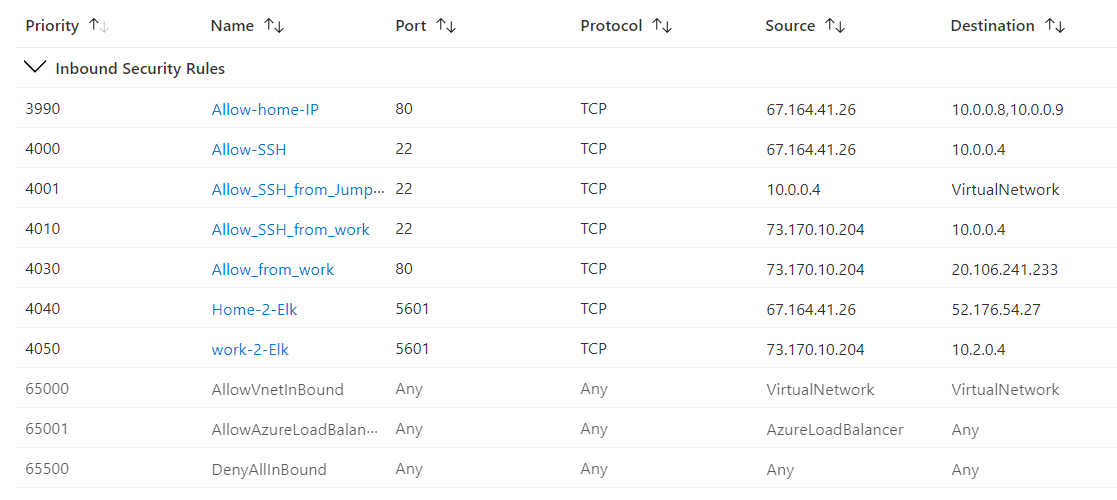 Priority Name Port Protocol Source Destination
Inbound Security Rules
3990 Allow-home-IP 80 TCP 67.164.41.26 10.0.0.8,10.0.0.9
4000 Allow-SSH 22 TCP 67.164.41.26 10.0.0.4
4001 Allow_SSH_from_Jump... 22 TCP 10.0.0.4 VirtualNetwork
4010 Allow_SSH_from_work 22 TCP 73.170.10.204 10.0.0.4
4030 Allow_from_work 80 TCP 73.170.10.204 20.106.241.233
4040 Home-2-Elk 5601 TCP 67.164.41.26 52.176.54.27
4050 work-2-Elk 5601 TCP 73.170.10.204 10.2.0.4
65000 AllowVnetInBound Any Any VirtualNetwork VirtualNetwork
65001 AllowAzureLoadBalan... Any Any AzureLoadBalancer Any
65500 DenyAllInBound Any Any Any Any